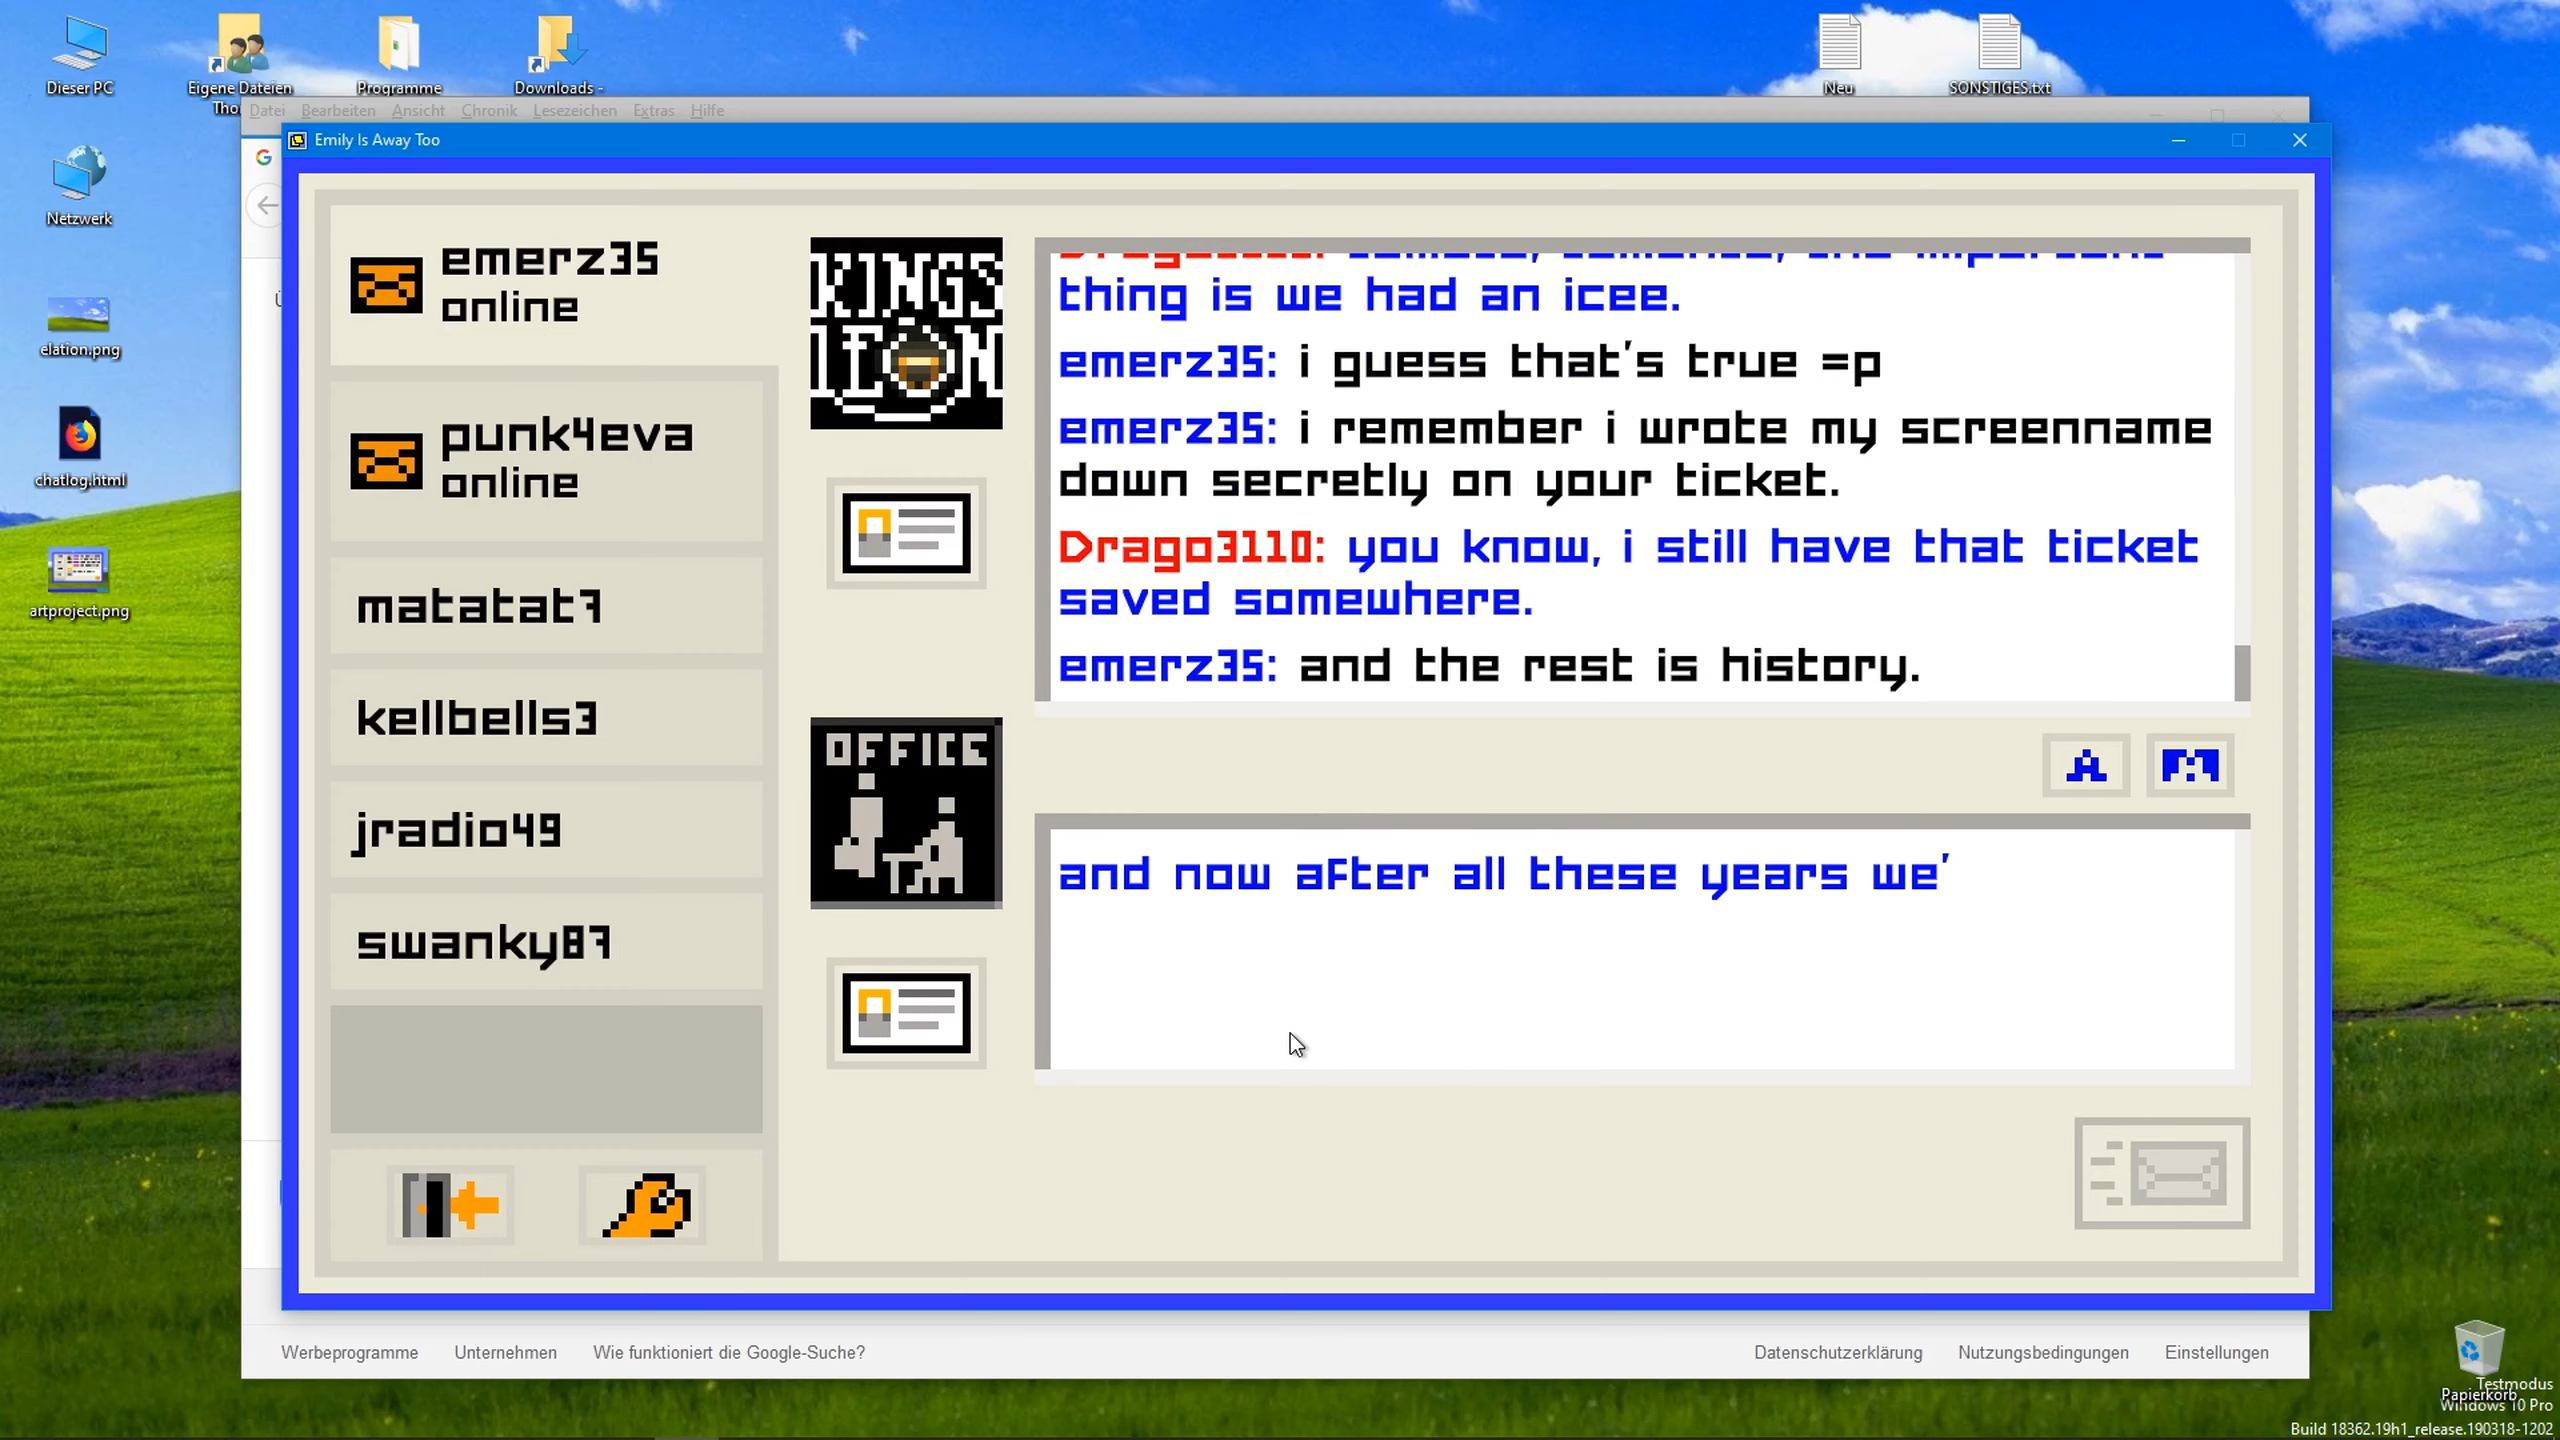 Dieser PC
Eigene Dateien
Tho
Programme
Downloads -
Neu
SONSTIGES.txt
Datei Bearbeiten Ansicht Chronik Lesezeichen Extras Hilfe
Emily Is Away Too
Netzwerk
elation.png
chatlog.html
artproject.png
emerz35
online
punk4eva
online
matatat7
kellbells3
jradio49
swanky87
KINGS
OFFICE
thing is we had an icee.
emerz35: i guess that's true =p
emerz35: i remember i wrote my screenname
down secretly on your ticket.
Drago3110: you know, i still have that ticket
saved somewhere.
emerz35: and the rest is history.
A
and now after all these years we'
Werbeprogramme Unternehmen Wie funktioniert die Google-Suche?
Datenschutzerklärung Nutzungsbedingungen Einstellungen
Papierkorb
Testmodus
Windows 10 Pro
Build 18362.19h1_release.190318-1202